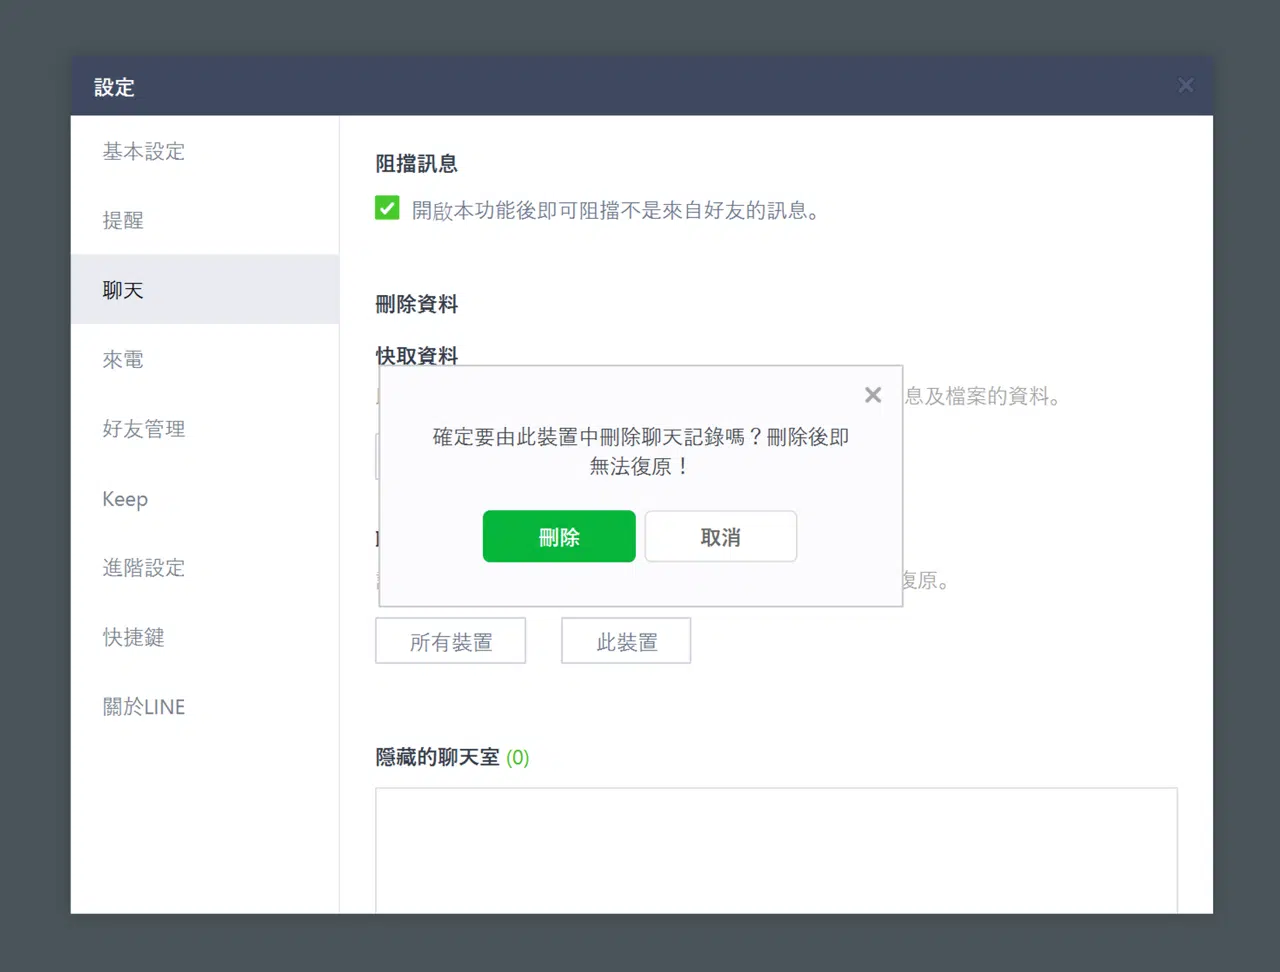 設定
基本設定
提醒
聊天
來電
好友管理
Keep
進階設定
快捷鍵
關於LINE
阻擋訊息
開啟本功能後即可阻擋不是來自好友的訊息。
刪除資料
快取資料
息及檔案的資料。
確定要由此裝置中刪除聊天記錄嗎？刪除後即
無法復原！
刪除
取消
復原。
所有裝置
此裝置
隱藏的聊天室 (0)